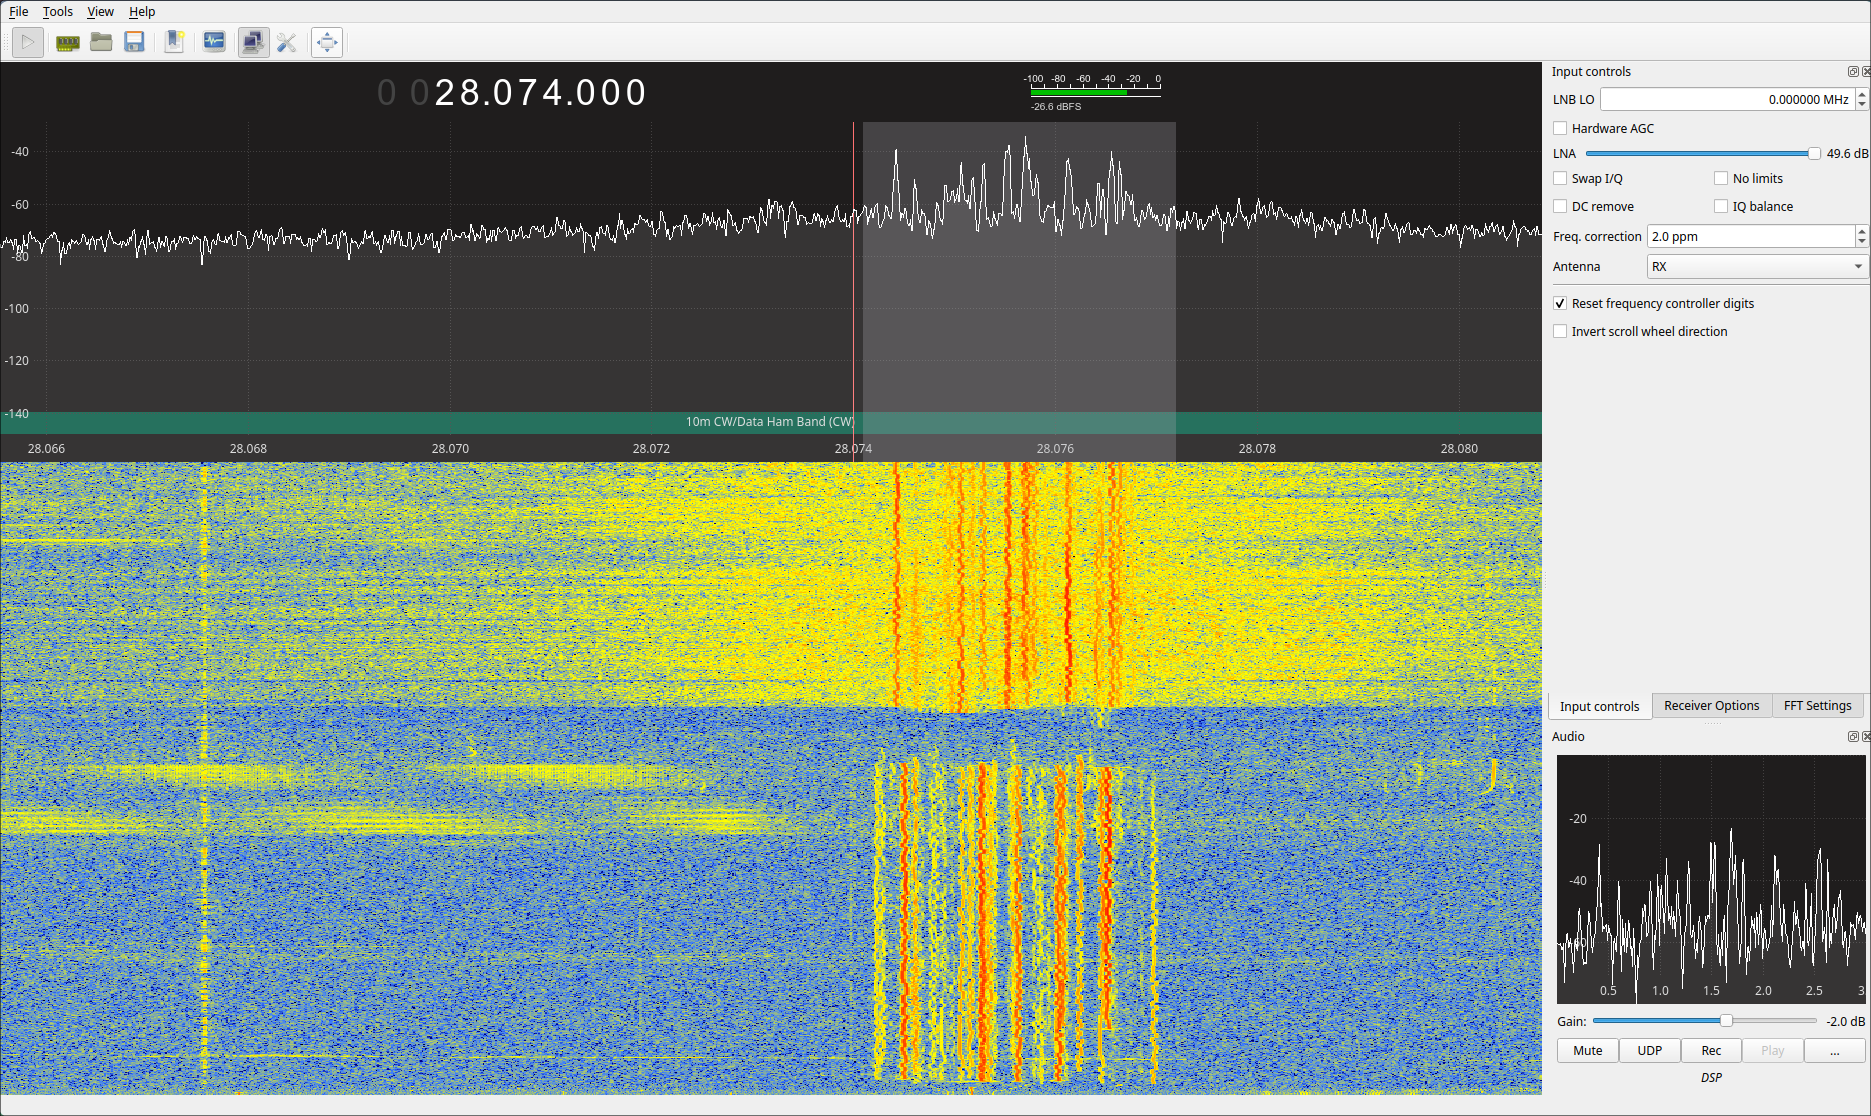 File Tools View Help
0 028.074.000
-100 -80 -60 -40 -20 0
-26.6 dBFS
-40
-60
-80
-100
-120
-140
10m CW/Data Ham Band (CW)
28.066 28.068 28.070 28.072 28.074 28.076 28.078 28.080
Input controls
LNB LO 0.000000 MHz
Hardware AGC
LNA 49.6 dB
Swap I/Q No limits
DC remove IQ balance
Freq. correction 2.0 ppm
Antenna RX
Reset frequency controller digits
Invert scroll wheel direction
Input controls Receiver Options FFT Settings
Audio
-20
-40
-60
0.5 1.0 1.5 2.0 2.5 3
Gain: -2.0 dB
Mute UDP Rec Play ...
DSP